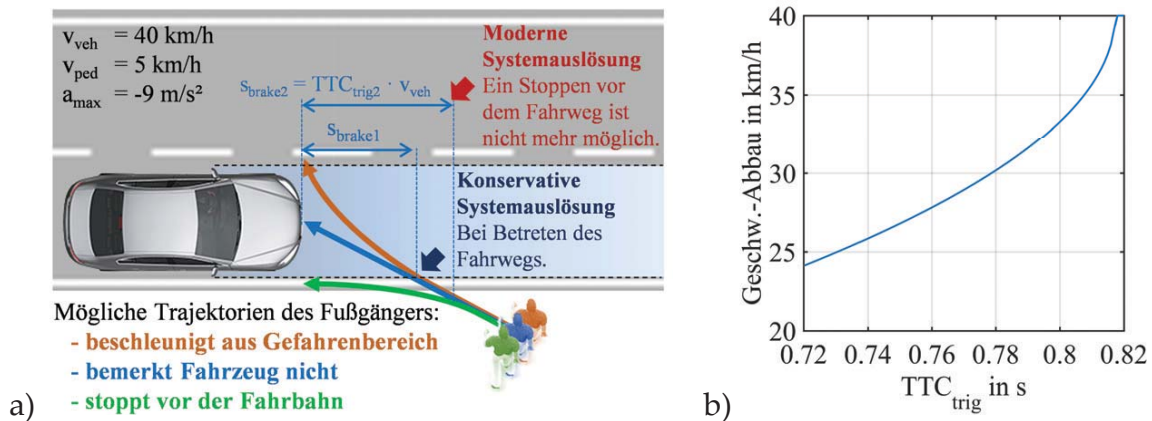 v_veh = 40 km/h
v_ped = 5 km/h
a_max = -9 m/s²
s_brake2 = TTC_trig2 · v_veh
s_brake1
Moderne
Systemauslösung
Ein Stoppen vor
dem Fahrweg ist
nicht mehr möglich.
Konservative
Systemauslösung
Bei Betreten des
Fahrwegs.
Mögliche Trajektorien des Fußgängers:
- beschleunigt aus Gefahrenbereich
- bemerkt Fahrzeug nicht
- stoppt vor der Fahrbahn
a)
Geschw.-Abbau in km/h
40
35
30
25
20
0.72 0.74 0.76 0.78 0.8 0.82
TTC_trig in s
b)